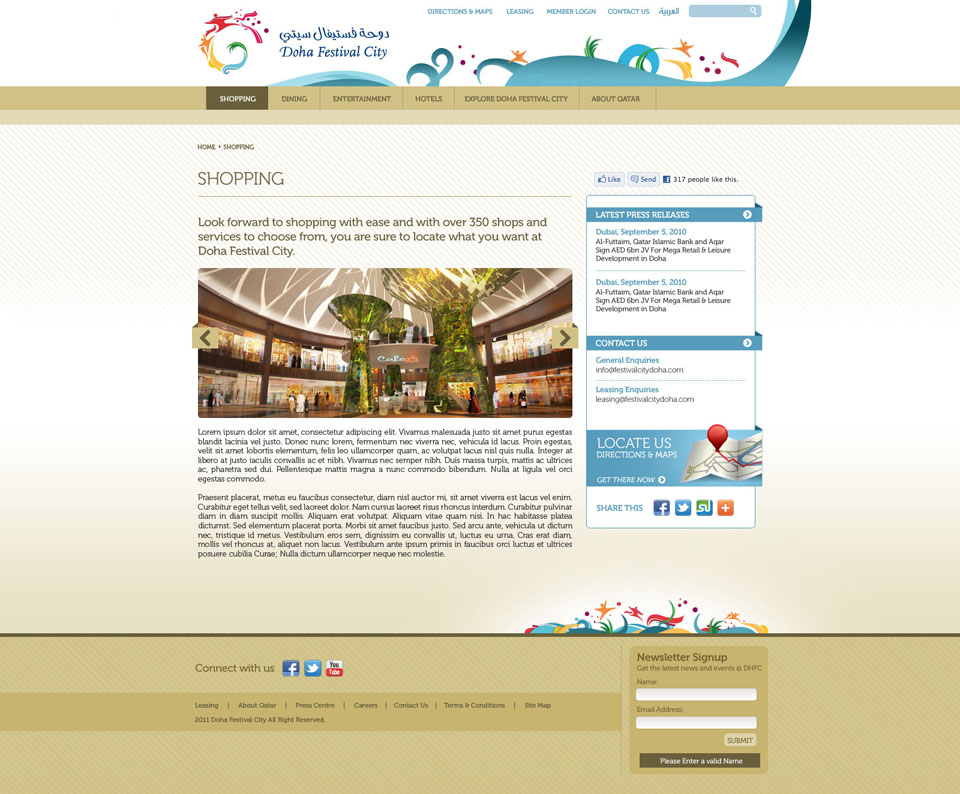 DIRECTIONS & MAPS
LEASING
MEMBER LOGIN
CONTACT US
العربية
دوحة فستيفال سيتي
Doha Festival City
SHOPPING
DINING
ENTERTAINMENT
HOTELS
EXPLORE DOHA FESTIVAL CITY
ABOUT QATAR
HOME SHOPPING
SHOPPING
Like
Send
317 people like this.
Look forward to shopping with ease and with over 350 shops and
services to choose from, you are sure to locate what you want at
Doha Festival City.
Lorem ipsum dolor sit amet, consectetur adipiscing elit. Vivamus malesuada justo sit amet purus egestas
blandit lacinia vel justo. Donec nunc lorem, fermentum nec viverra nec, vehicula id lacus. Proin egestas,
velit sit amet lobortis elementum, felis leo ullamcorper quam, ac volutpat lacus nisl quis nulla. Integer at
libero at justo iaculis convallis ac et nibh. Vivamus nec semper nibh. Duis massa turpis, mattis ac ultrices
ac, pharetra sed dui. Pellentesque mattis magna a nunc commodo bibendum. Nulla at ligula vel orci
egestas commodo.
Praesent placerat, metus eu faucibus consectetur, diam nisl auctor mi, sit amet viverra est lacus vel enim.
Curabitur eget tellus velit, sed laoreet dolor. Nam cursus laoreet risus rhoncus interdum. Curabitur pulvinar
diam in diam suscipit mollis. Aliquam erat volutpat. Aliquam vitae quam nisi. In hac habitasse platea
dictumst. Sed elementum placerat porta. Morbi sit amet faucibus justo. Sed arcu ante, vehicula ut dictum
nec, tristique id metus. Vestibulum eros sem, dignissim eu convallis ut, luctus eu urna. Cras erat diam,
mollis vel rhoncus at, aliquet non lacus. Vestibulum ante ipsum primis in faucibus orci luctus et ultrices
posuere cubilia Curae; Nulla dictum ullamcorper neque nec molestie.
LATEST PRESS RELEASES
Dubai, September 5, 2010
Al-Futtaim, Qatar Islamic Bank and Aqar
Sign AED 6bn JV For Mega Retail & Leisure
Development in Doha
Dubai, September 5, 2010
Al-Futtaim, Qatar Islamic Bank and Aqar
Sign AED 6bn JV For Mega Retail & Leisure
Development in Doha
CONTACT US
General Enquiries
info@festivalcitydoha.com
Leasing Enquiries
leasing@festivalcitydoha.com
LOCATE US
DIRECTIONS & MAPS
GET THERE NOW
SHARE THIS
Connect with us
You
Tube
Leasing | About Qatar | Press Centre | Careers | Contact Us | Terms & Conditions | Site Map
2011 Doha Festival City All Right Reserved.
Newsletter Signup
Get the latest news and events @ DHFC
Name:
Email Address:
SUBMIT
Please Enter a valid Name